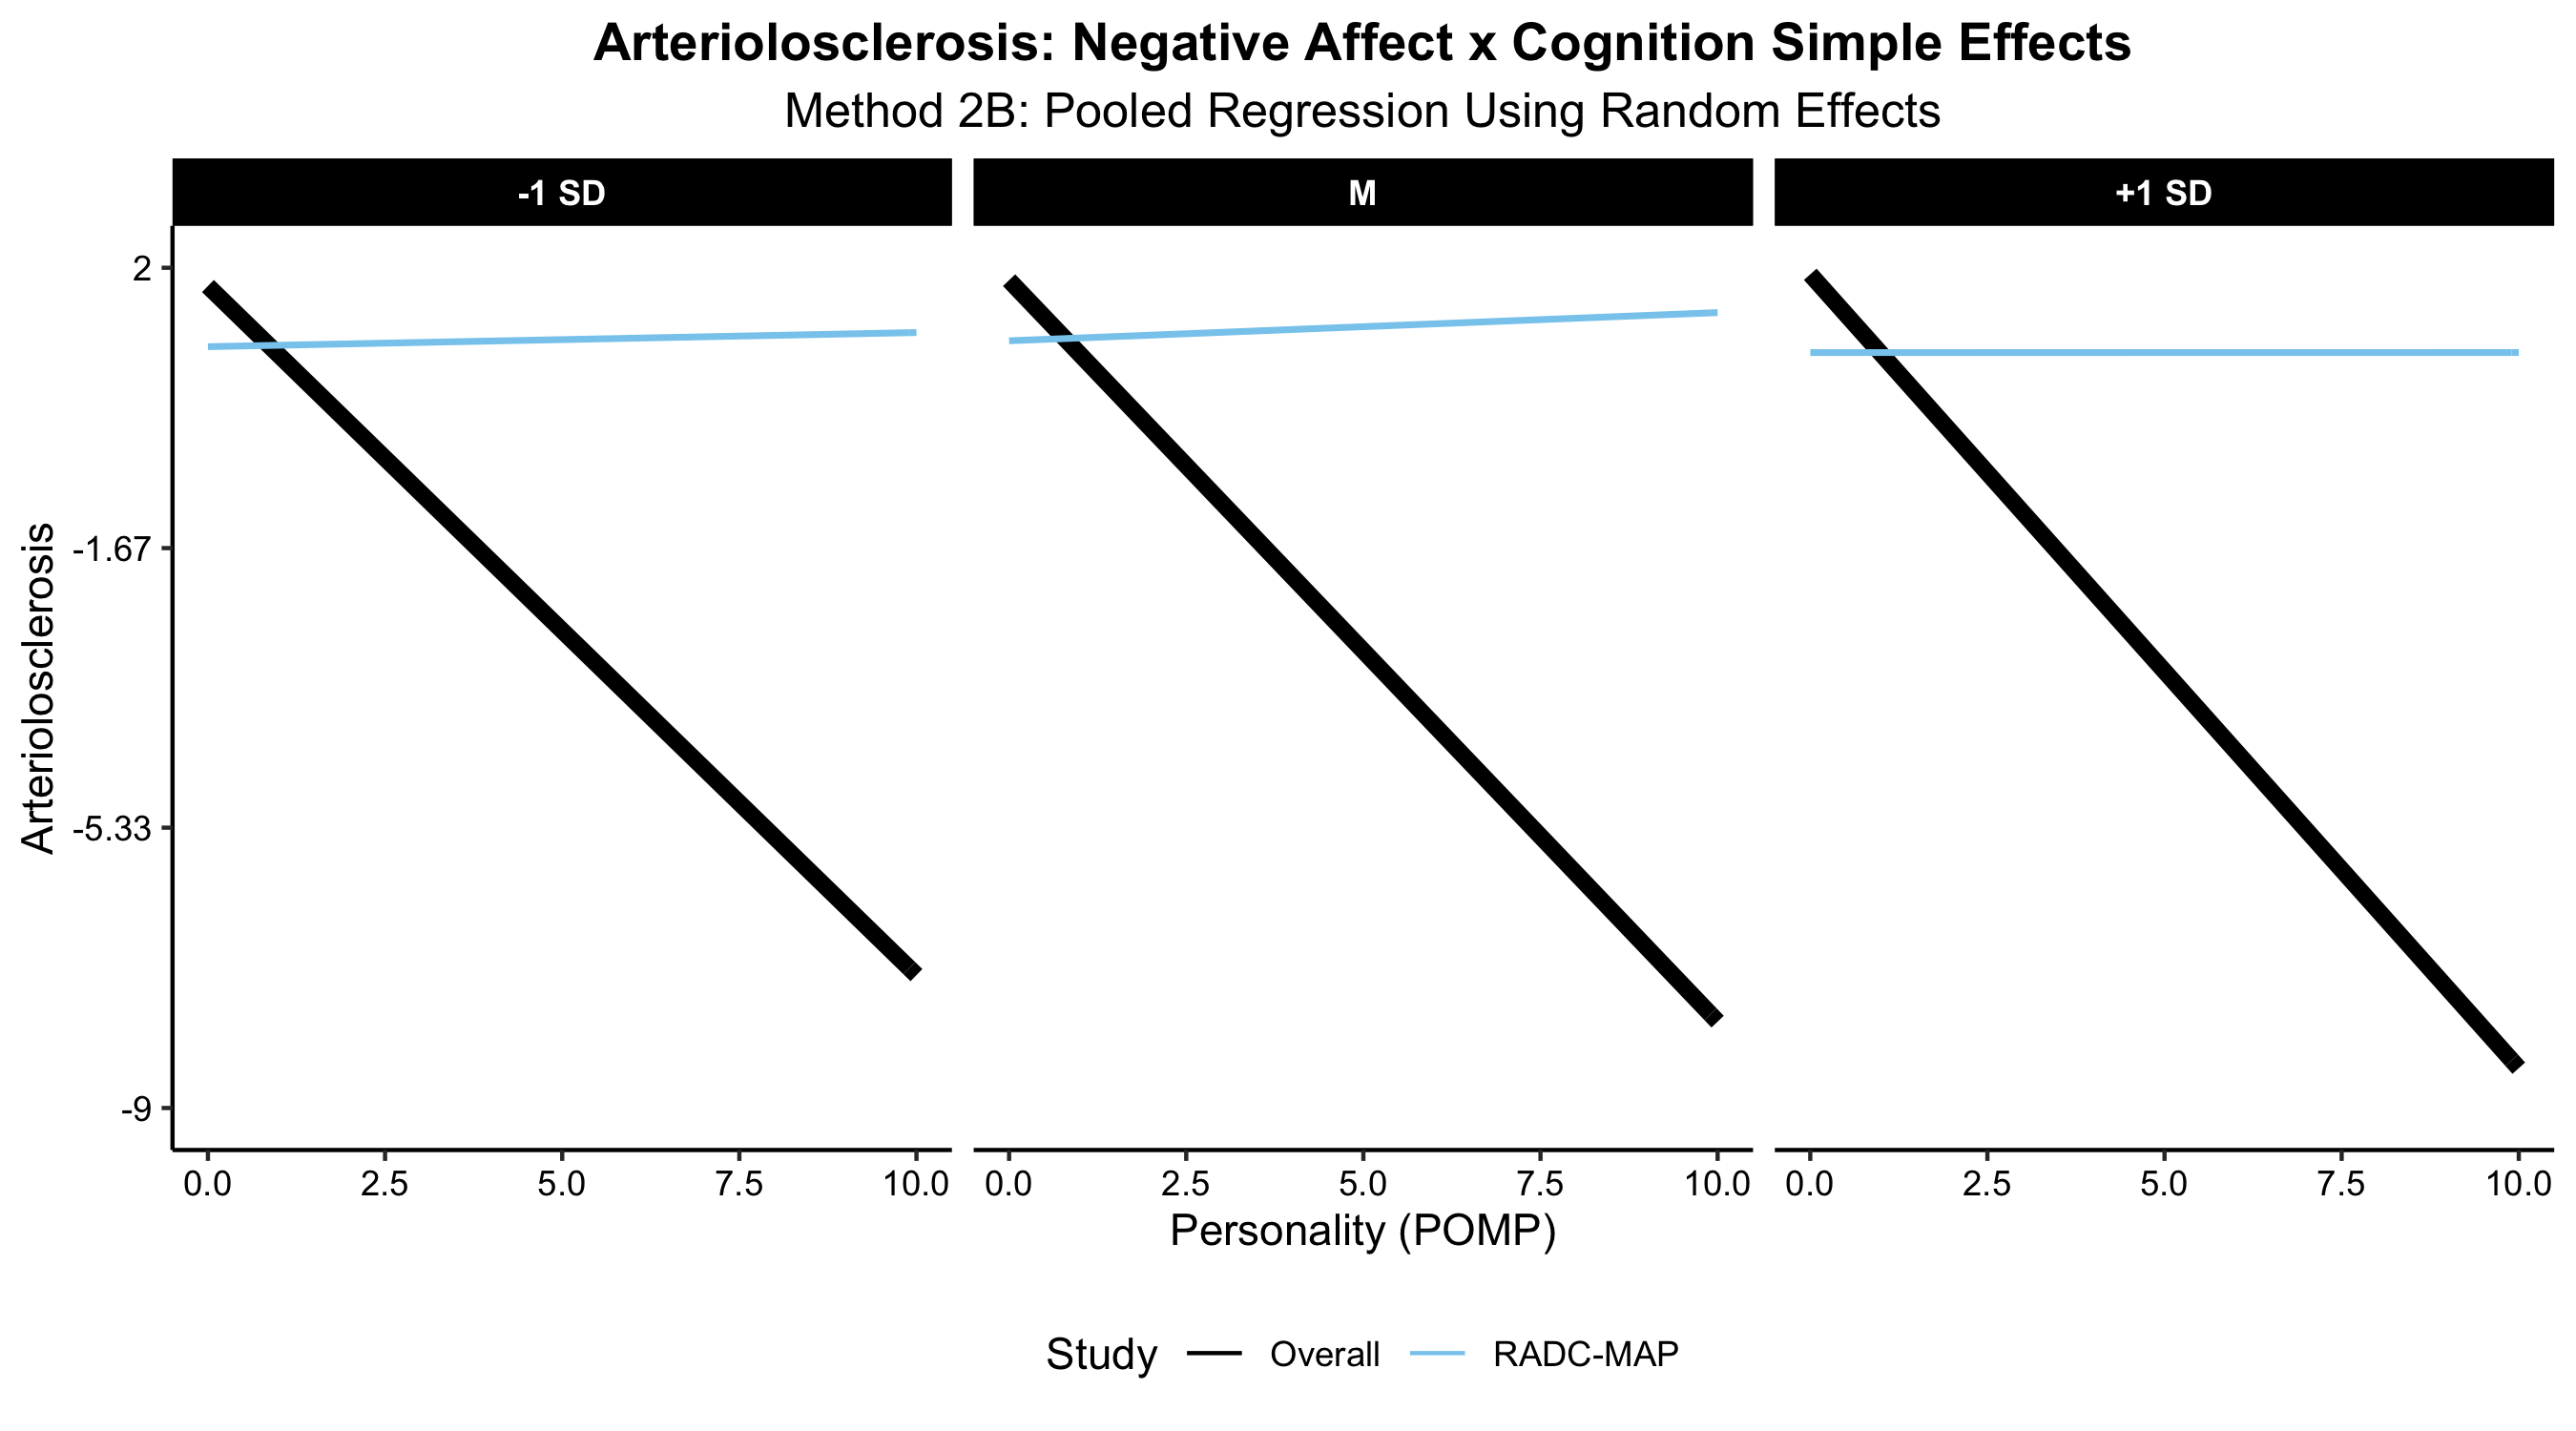 Arteriolosclerosis: Negative Affect x Cognition Simple Effects
Method 2B: Pooled Regression Using Random Effects
-1 SD M +1 SD
Arteriolosclerosis
2
-1.67
-5.33
-9
0.0 2.5 5.0 7.5 10.0 0.0 2.5 5.0 7.5 10.0 0.0 2.5 5.0 7.5 10.0
Personality (POMP)
Study Overall RADC-MAP